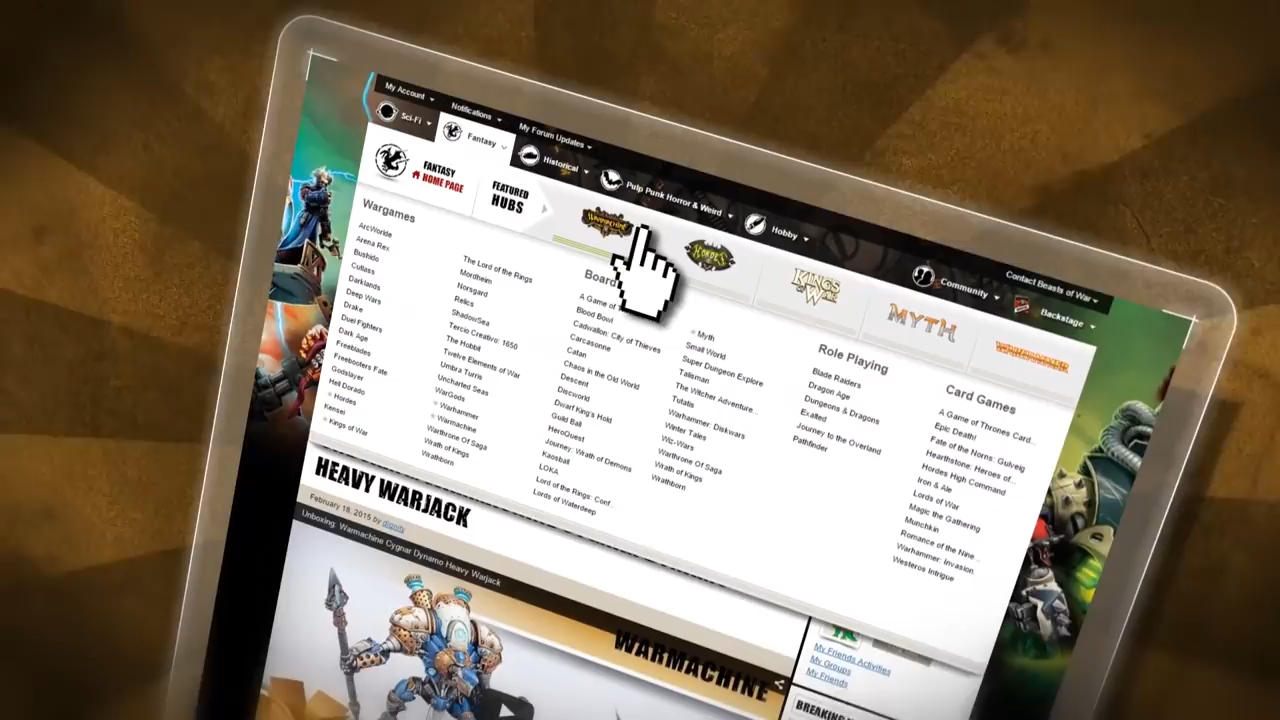 My Account
Notifications
My Forum Updates
Contact Beasts of War
Sci-Fi
Fantasy
Historical
Pulp Punk Horror & Weird
Hobby
Community
Backstage
FANTASY
HOME PAGE
FEATURED
HUBS
WARMACHINE
HORDES
KINGS
of WAR
MYTH
WARHAMMER
Wargames
ArcWorlde
Arena Rex
Bushido
Cutlass
Darklands
Deep Wars
Drake
Duel Fighters
Dark Age
Freeblades
Freebooters Fate
Godslayer
Hell Dorado
Hordes
Kensei
Kings of War
The Lord of the Rings
Mordheim
Norsgard
Relics
ShadowSea
Tercio Creativo: 1650
The Hobbit
Twelve Elements of War
Umbra Turris
Uncharted Seas
WarGods
Warhammer
Warmachine
Warthrone Of Saga
Wrath of Kings
Wrathborn
Board
A Game of
Blood Bowl
Cadwallon: City of Thieves
Carcasonne
Catan
Chaos in the Old World
Descent
Discworld
Dwarf King's Hold
Guild Ball
HeroQuest
Journey: Wrath of Demons
Kaosball
LOKA
Lord of the Rings: Conf...
Lords of Waterdeep
Myth
Small World
Super Dungeon Explore
Talisman
The Witcher Adventure...
Tutatis
Warhammer: Diskwars
Winter Tales
Wiz-Wars
Warthrone Of Saga
Wrath of Kings
Wrathborn
Role Playing
Blade Raiders
Dragon Age
Dungeons & Dragons
Exalted
Journey to the Overland
Pathfinder
Card Games
A Game of Thrones Card...
Epic Death!
Fate of the Norns: Gulveig
Hearthstone: Heroes of...
Hordes High Command
Iron & Ale
Lords of War
Magic the Gathering
Munchkin
Romance of the Nine...
Warhammer: Invasion...
Westeros Intrigue
HEAVY WARJACK
February 18, 2015 by dignity
Unboxing: Warmachine Cygnar Dynamo Heavy Warjack
WARMACHINE
My Friends Activities
My Groups
My Friends
BREAKING